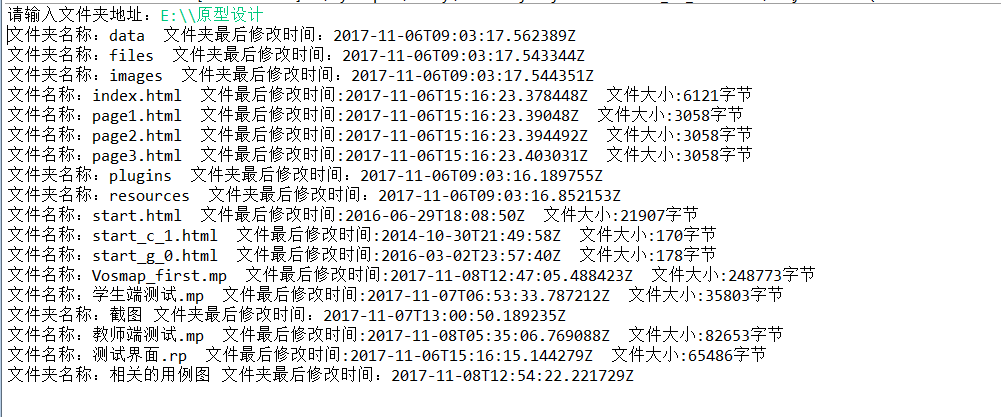 请输入文件夹地址：E:\\原型设计
文件夹名称：data  文件夹最后修改时间：2017-11-06T09:03:17.562389Z
文件夹名称：files  文件夹最后修改时间：2017-11-06T09:03:17.543344Z
文件夹名称：images  文件夹最后修改时间：2017-11-06T09:03:17.544351Z
文件名称：index.html  文件最后修改时间:2017-11-06T15:16:23.378448Z  文件大小:6121字节
文件名称：page1.html  文件最后修改时间:2017-11-06T15:16:23.39048Z  文件大小:3058字节
文件名称：page2.html  文件最后修改时间:2017-11-06T15:16:23.394492Z  文件大小:3058字节
文件名称：page3.html  文件最后修改时间:2017-11-06T15:16:23.403031Z  文件大小:3058字节
文件夹名称：plugins  文件夹最后修改时间：2017-11-06T09:03:16.189755Z
文件夹名称：resources  文件夹最后修改时间：2017-11-06T09:03:16.852153Z
文件名称：start.html  文件最后修改时间:2016-06-29T18:08:50Z  文件大小:21907字节
文件名称：start_c_1.html  文件最后修改时间:2014-10-30T21:49:58Z  文件大小:170字节
文件名称：start_g_0.html  文件最后修改时间:2016-03-02T23:57:40Z  文件大小:178字节
文件名称：Vosmap_first.mp  文件最后修改时间:2017-11-08T12:47:05.488423Z  文件大小:248773字节
文件名称：学生端测试.mp  文件最后修改时间:2017-11-07T06:53:33.787212Z  文件大小:35803字节
文件夹名称：截图 文件夹最后修改时间：2017-11-07T13:00:50.189235Z
文件名称：教师端测试.mp  文件最后修改时间:2017-11-08T05:35:06.769088Z  文件大小:82653字节
文件名称：测试界面.rp  文件最后修改时间:2017-11-06T15:16:15.144279Z  文件大小:65486字节
文件夹名称：相关的用例图 文件夹最后修改时间：2017-11-08T12:54:22.221729Z